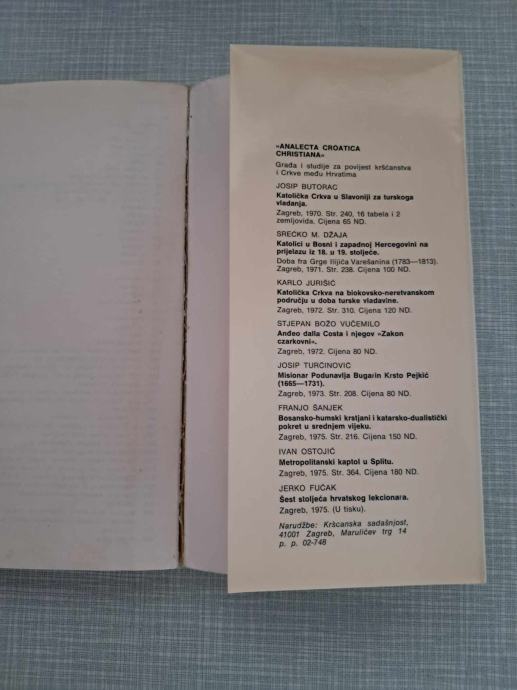 »ANALECTA CROATICA
CHRISTIANA«
Građa i studije za povijest kršćanstva
i Crkve među Hrvatima
JOSIP BUTORAC
Katolička Crkva u Slavoniji za turskoga
vladanja.
Zagreb, 1970. Str. 240, 16 tabela i 2
zemljovida. Cijena 65 ND.
SREĆKO M. DŽAJA
Katolici u Bosni i zapadnoj Hercegovini na
prijelazu iz 18. u 19. stoljeće.
Doba fra Grge Ilijića Varešanina (1783—1813).
Zagreb, 1971. Str. 238. Cijena 100 ND.
KARLO JURIŠIĆ
Katolička Crkva na biokovsko-neretvanskom
području u doba turske vladavine.
Zagreb, 1972. Str. 310. Cijena 120 ND.
STJEPAN BOŽO VUČEMILO
Anđeo dalla Costa i njegov »Zakon
czarkovni«.
Zagreb, 1972. Cijena 80 ND.
JOSIP TURČINOVIĆ
Misionar Podunavlja Bugarin Krsto Pejkić
(1665—1731).
Zagreb, 1973. Str. 208. Cijena 80 ND.
FRANJO ŠANJEK
Bosansko-humski krstjani i katarsko-dualistički
pokret u srednjem vijeku.
Zagreb, 1975. Str. 216. Cijena 150 ND.
IVAN OSTOJIĆ
Metropolitanski kaptol u Splitu.
Zagreb, 1975. Str. 364. Cijena 180 ND.
JERKO FUĆAK
Šest stoljeća hrvatskog lekcionara.
Zagreb, 1975. (U tisku).
Narudžbe: Kršćanska sadašnjost,
41001 Zagreb, Marulićev trg 14
p. p. 02-748